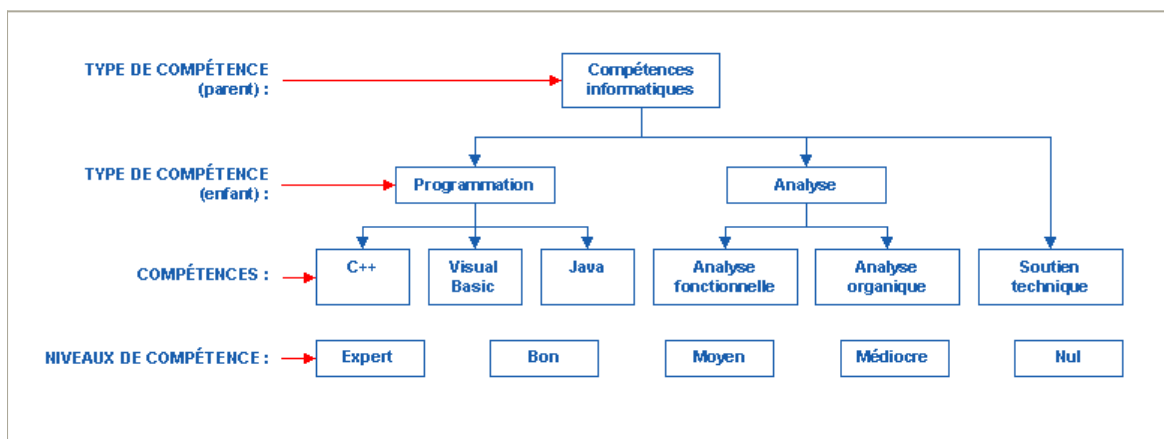 TYPE DE COMPÉTENCE
(parent) :
Compétences
informatiques
TYPE DE COMPÉTENCE
(enfant) :
Programmation
Analyse
COMPÉTENCES :
C++
Visual
Basic
Java
Analyse
fonctionnelle
Analyse
organique
Soutien
technique
NIVEAUX DE COMPÉTENCE :
Expert
Bon
Moyen
Médiocre
Nul